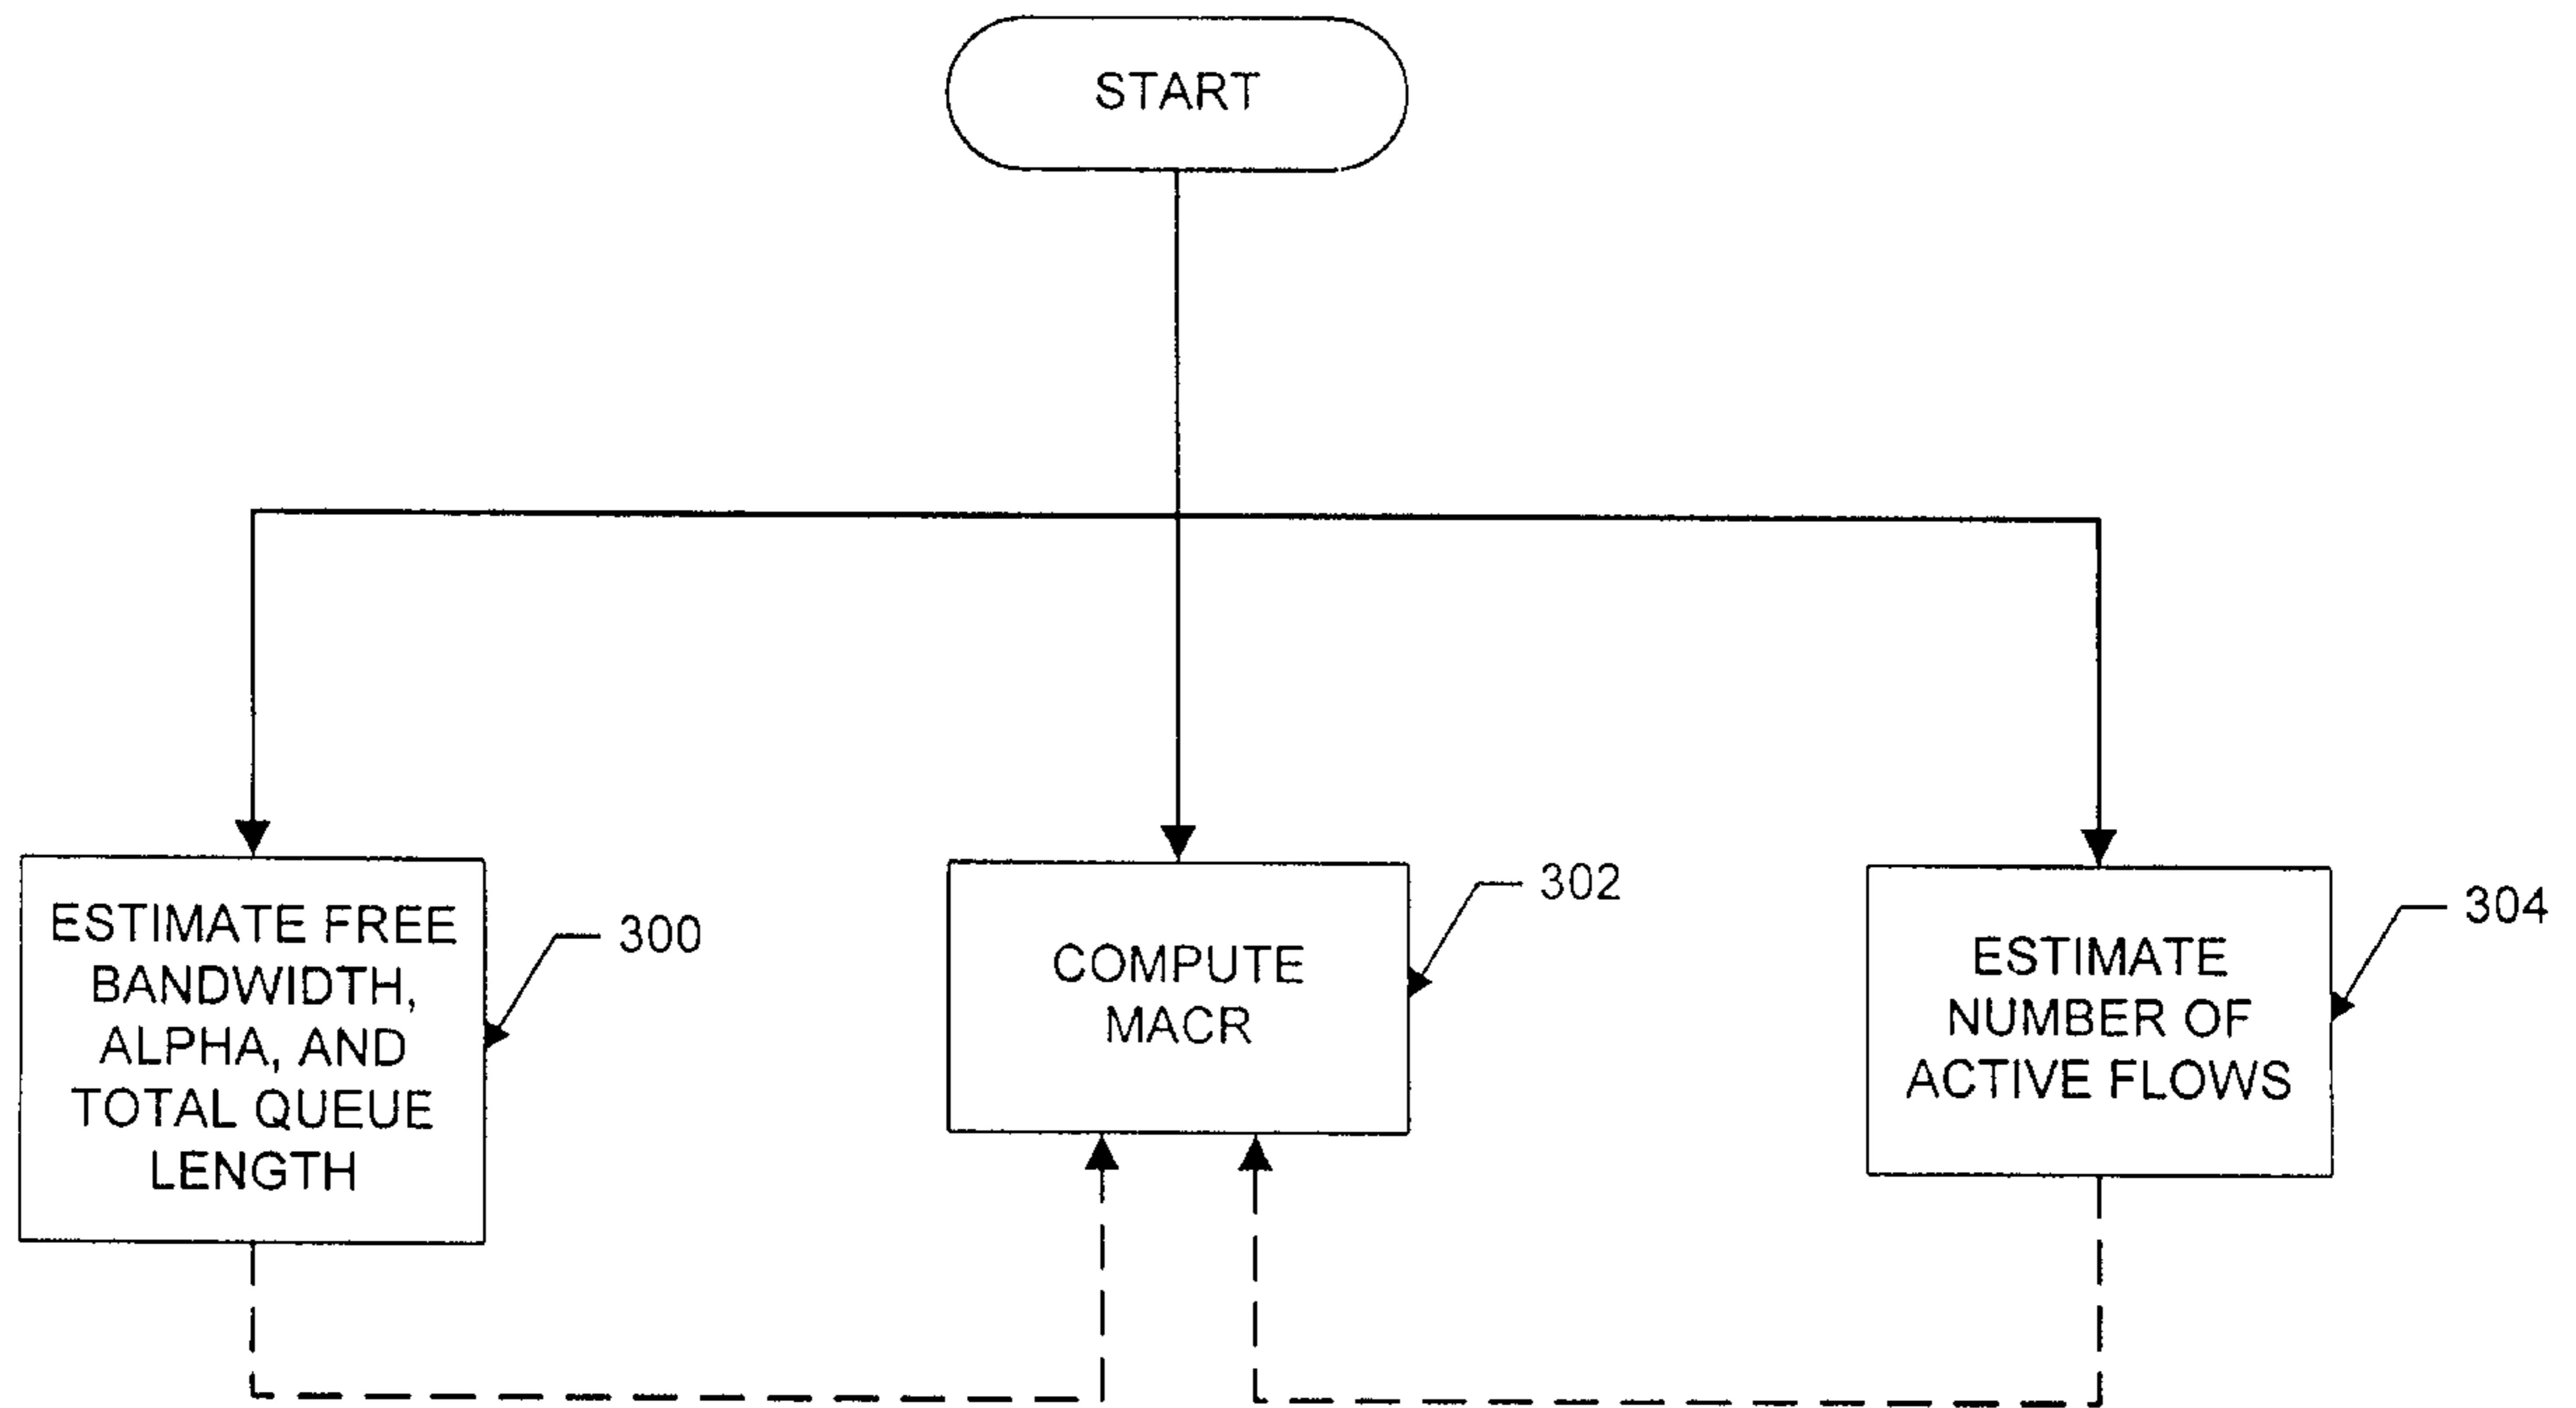 START
ESTIMATE FREE
BANDWIDTH,
ALPHA, AND
TOTAL QUEUE
LENGTH
300
COMPUTE
MACR
302
ESTIMATE
NUMBER OF
ACTIVE FLOWS
304